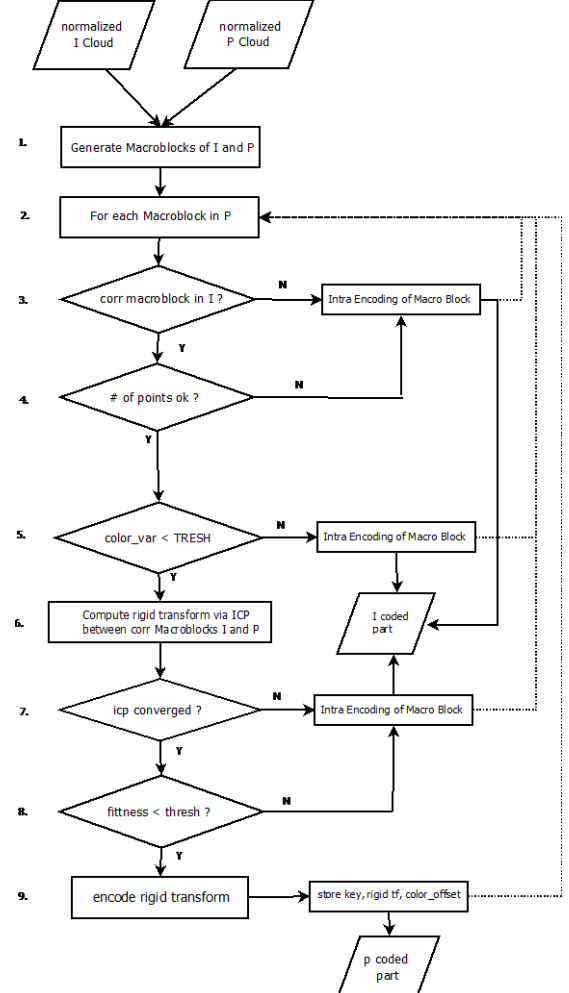 normalized
I Cloud
normalized
P Cloud
1.
Generate Macroblocks of I and P
2.
For each Macroblock in P
3.
corr macroblock in I ?
N
Intra Encoding of Macro Block
Y
4.
# of points ok ?
N
Y
5.
color_var < TRESH
N
Intra Encoding of Macro Block
Y
6.
Compute rigid transform via ICP
between corr Macroblocks I and P
I coded
part
7.
icp converged ?
N
Intra Encoding of Macro Block
Y
8.
fittness < thresh ?
N
Y
9.
encode rigid transform
store key, rigid tf, color_offset
p coded
part